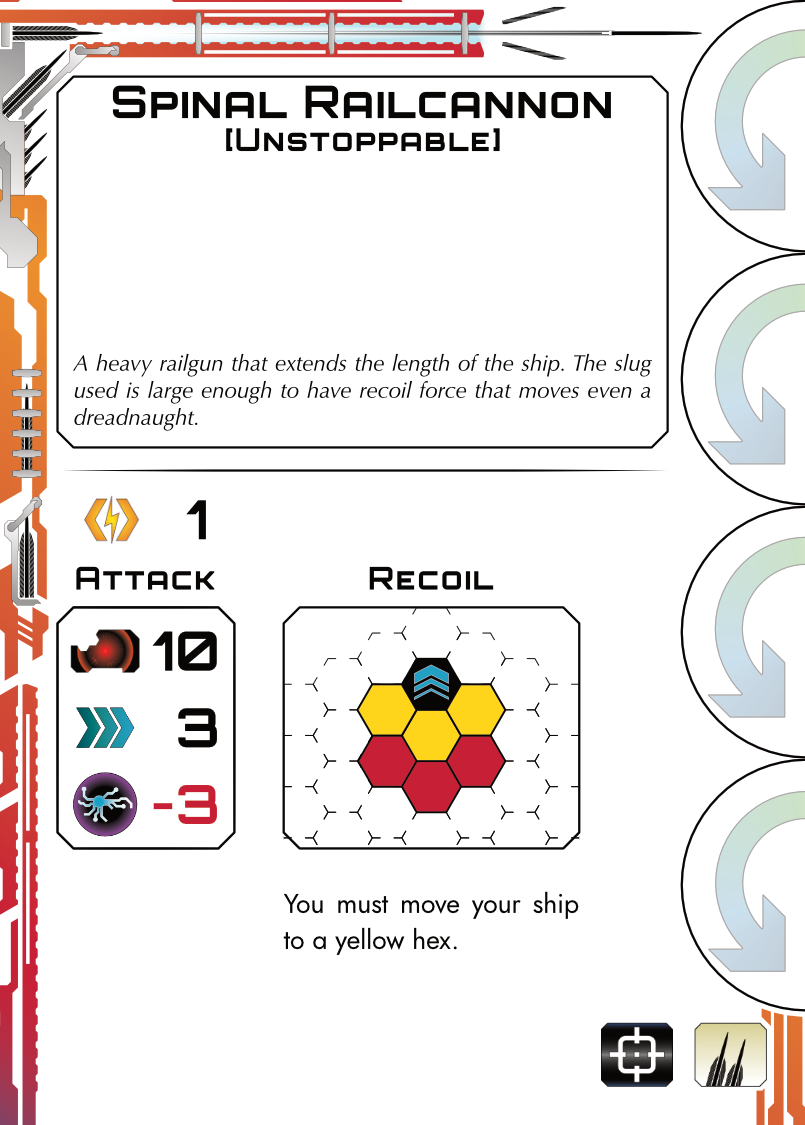 Spinal Railcannon
[Unstoppable]
A heavy railgun that extends the length of the ship. The slug
used is large enough to have recoil force that moves even a
dreadnaught.
1
Attack
Recoil
10
3
-3
You must move your ship
to a yellow hex.